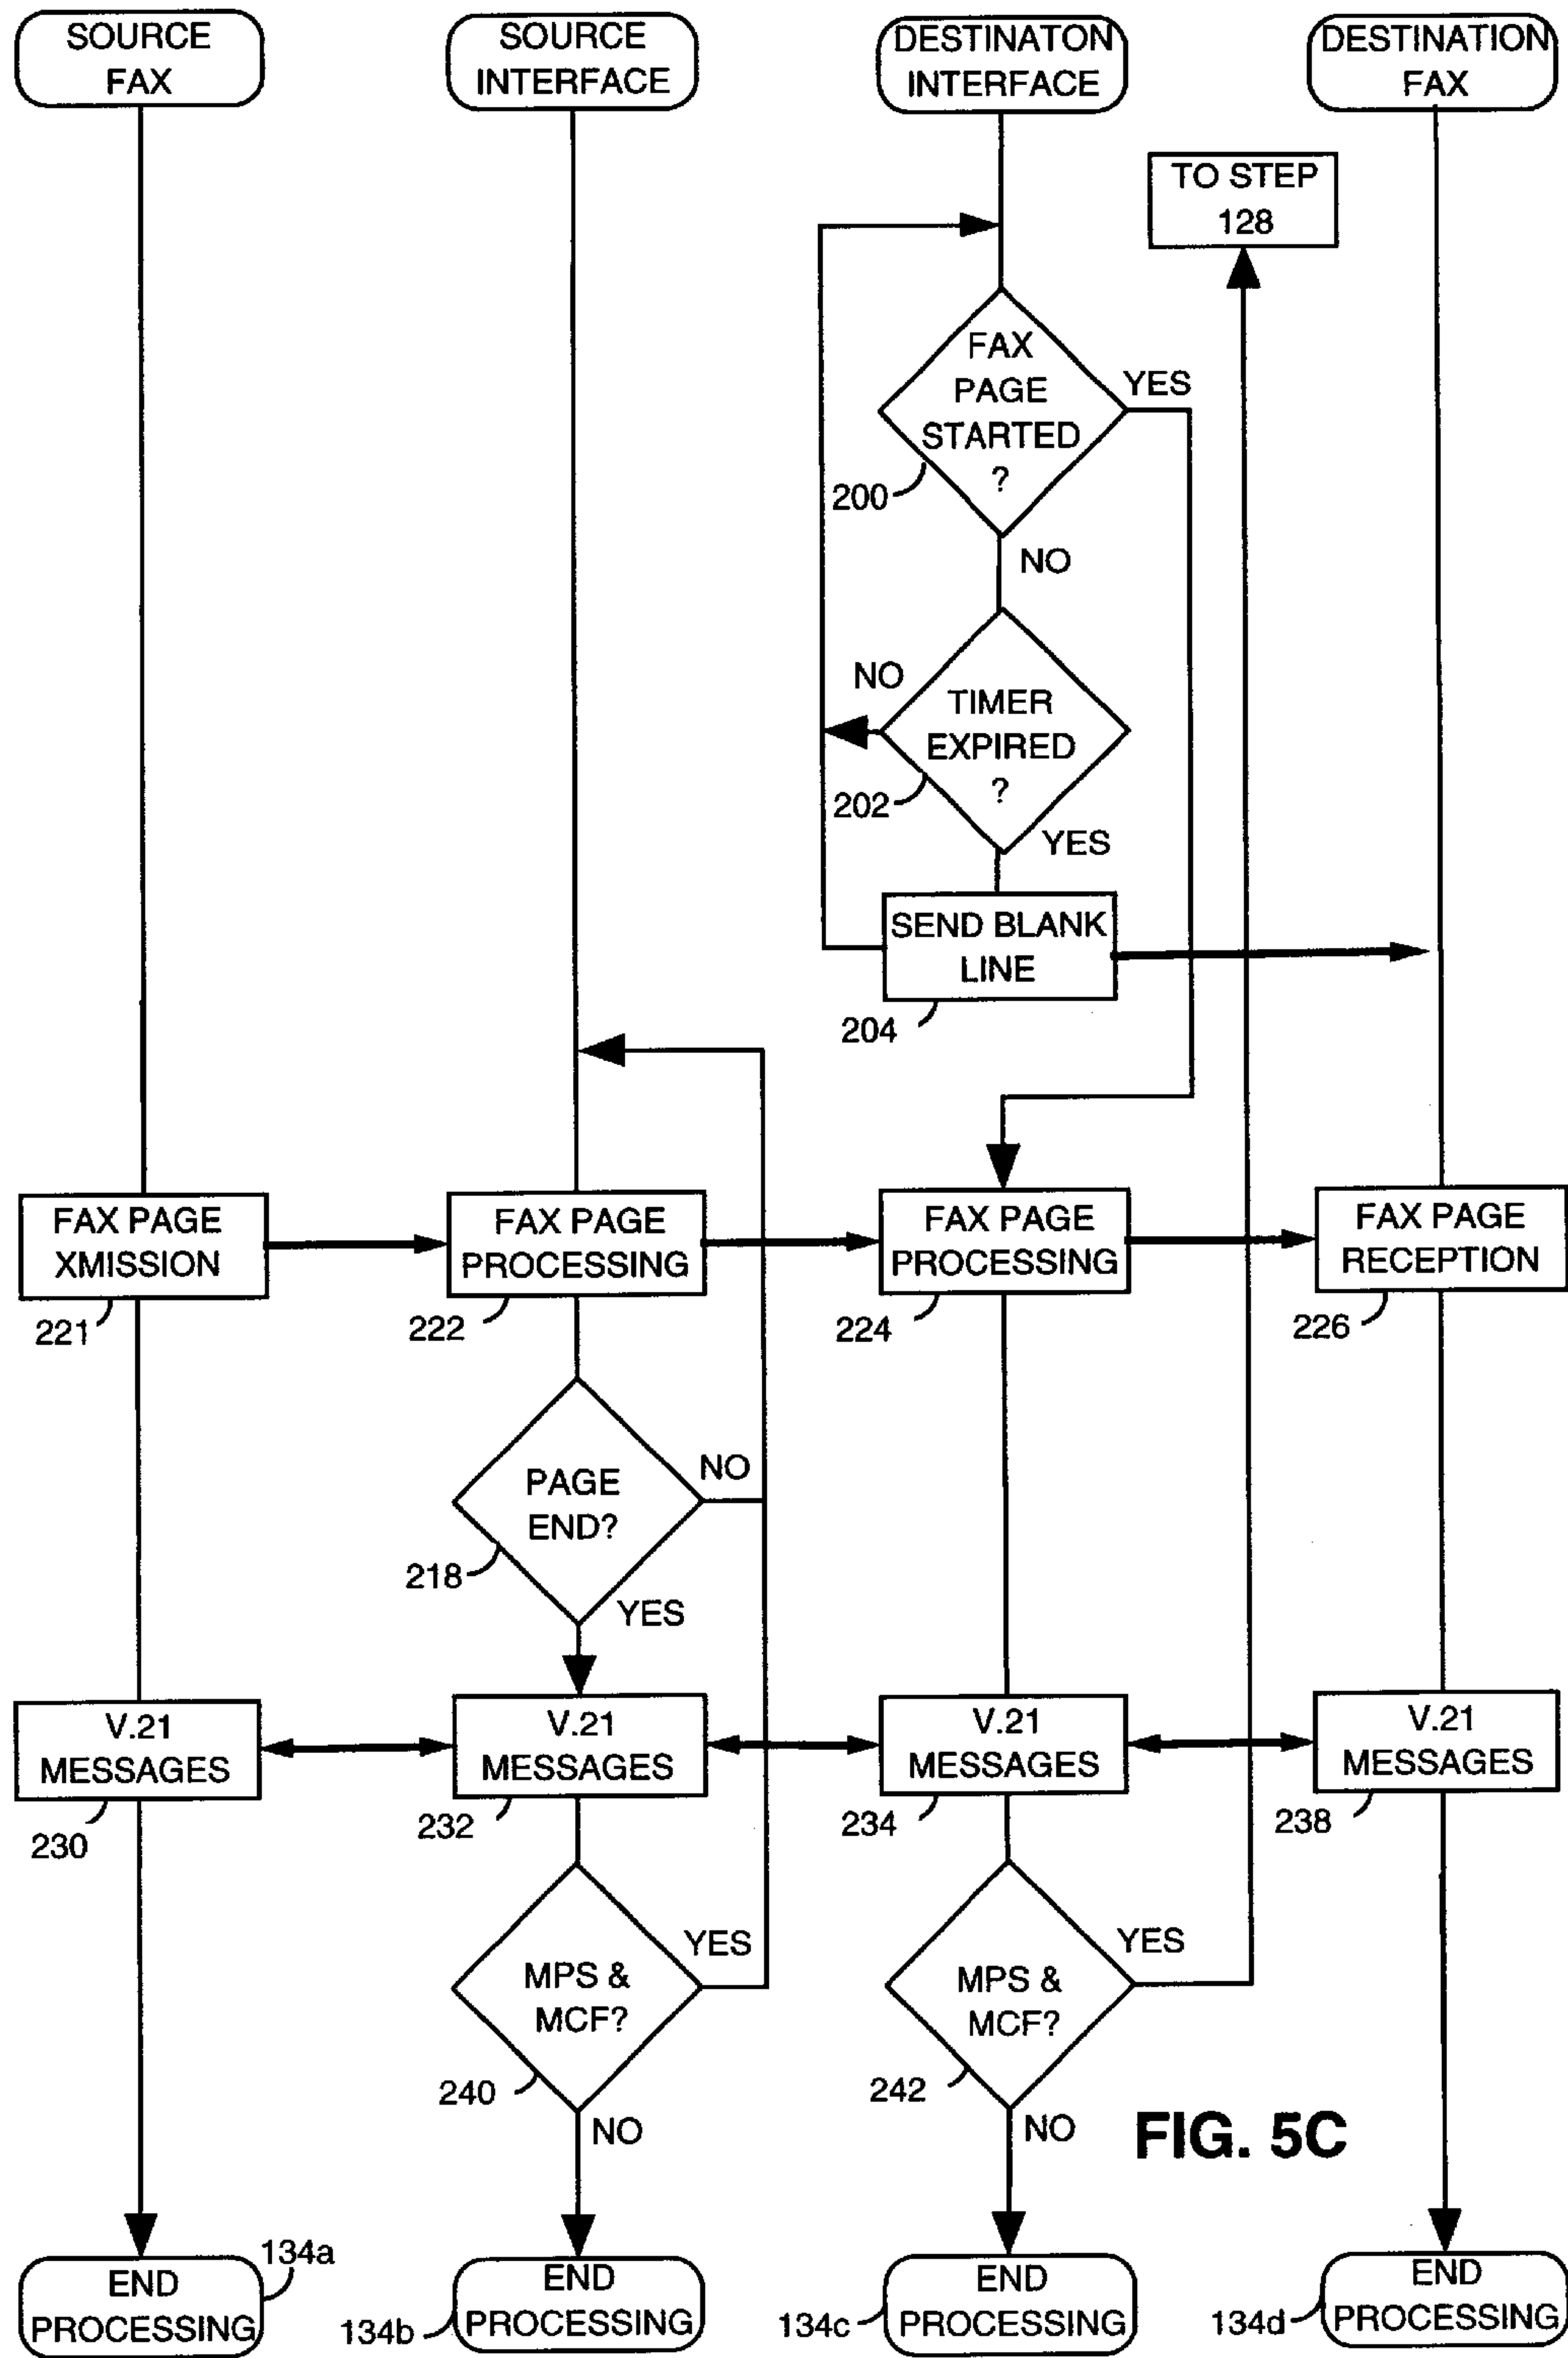 SOURCE
FAX
SOURCE
INTERFACE
DESTINATON
INTERFACE
DESTINATION
FAX
TO STEP
128
FAX
PAGE
STARTED
?
YES
200
NO
NO
TIMER
EXPIRED
?
202
YES
SEND BLANK
LINE
204
FAX PAGE
XMISSION
221
FAX PAGE
PROCESSING
222
FAX PAGE
PROCESSING
224
FAX PAGE
RECEPTION
226
PAGE
END?
NO
218
YES
V.21
MESSAGES
230
V.21
MESSAGES
232
V.21
MESSAGES
234
V.21
MESSAGES
238
MPS &
MCF?
YES
240
NO
MPS &
MCF?
YES
242
NO
FIG. 5C
END
PROCESSING
134a
END
PROCESSING
134b
END
PROCESSING
134c
END
PROCESSING
134d